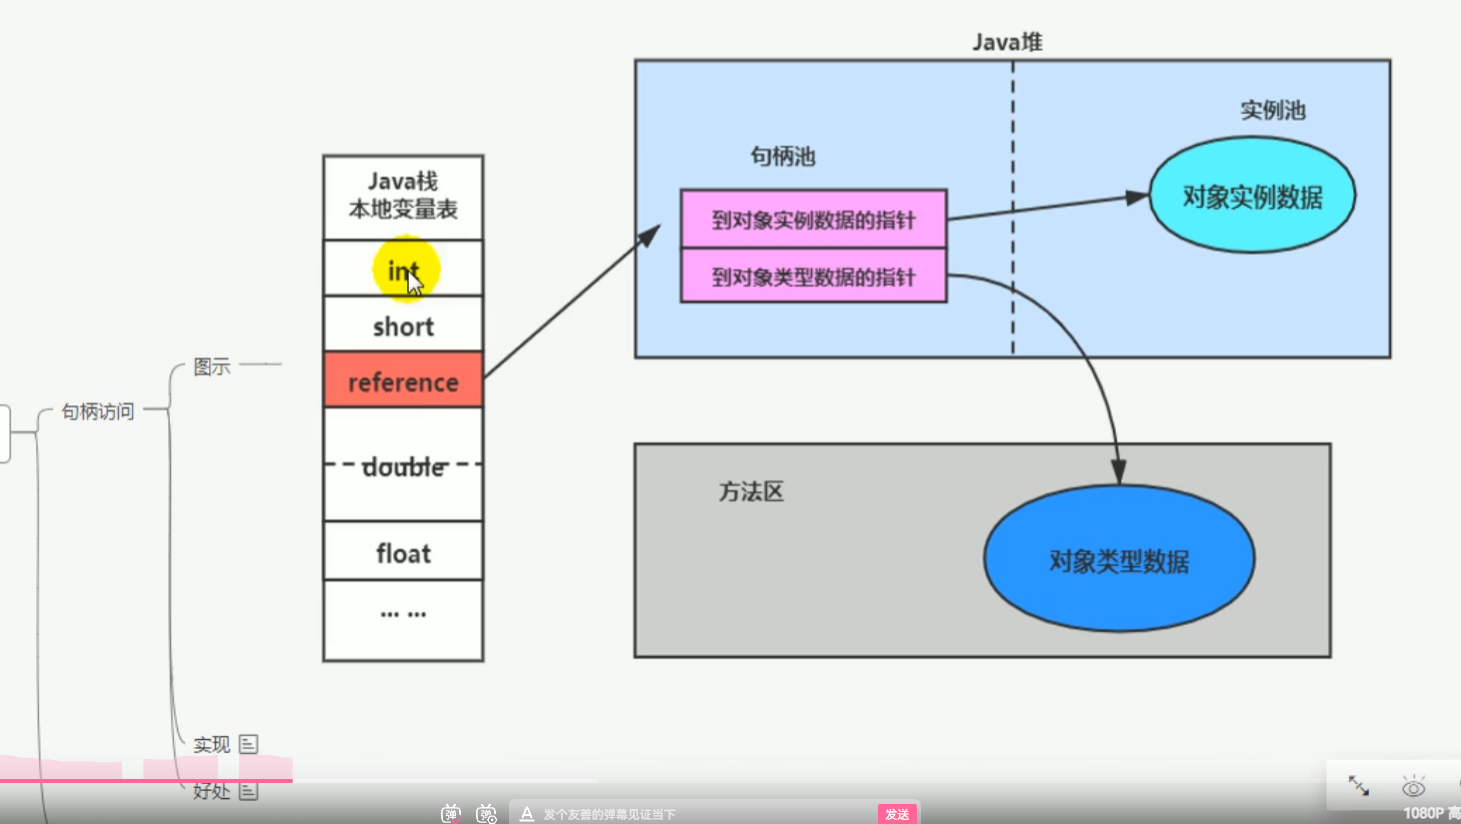 Java堆
实例池
句柄池
对象实例数据
到对象实例数据的指针
到对象类型数据的指针
Java栈
本地变量表
int
short
reference
double
float
... ...
图示
句柄访问
方法区
对象类型数据
实现
好处
弹
弹
A
发个友善的弹幕见证当下
发送
1080P 高